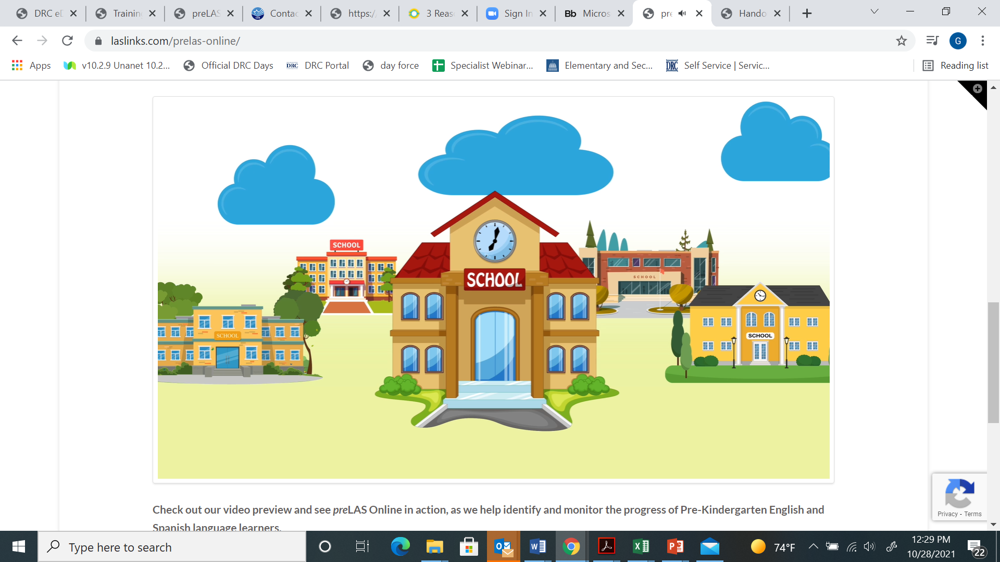 DRC eD Training preLAS Contac https:/ 3 Reas Sign In Bb Micros pre Hando
laslinks.com/prelas-online/ G
Apps v10.2.9 Unanet 10.2... Official DRC Days DRC DRC Portal day force Specialist Webinar... Elementary and Sec... DRC Self Service | Servic... Reading list
SCHOOL
SCHOOL
SCHOOL
SCHOOL
SCHOOL
Privacy - Terms
Check out our video preview and see preLAS Online in action, as we help identify and monitor the progress of Pre-Kindergarten English and
Spanish language learners.
Type here to search 74°F 12:29 PM
10/28/2021 22